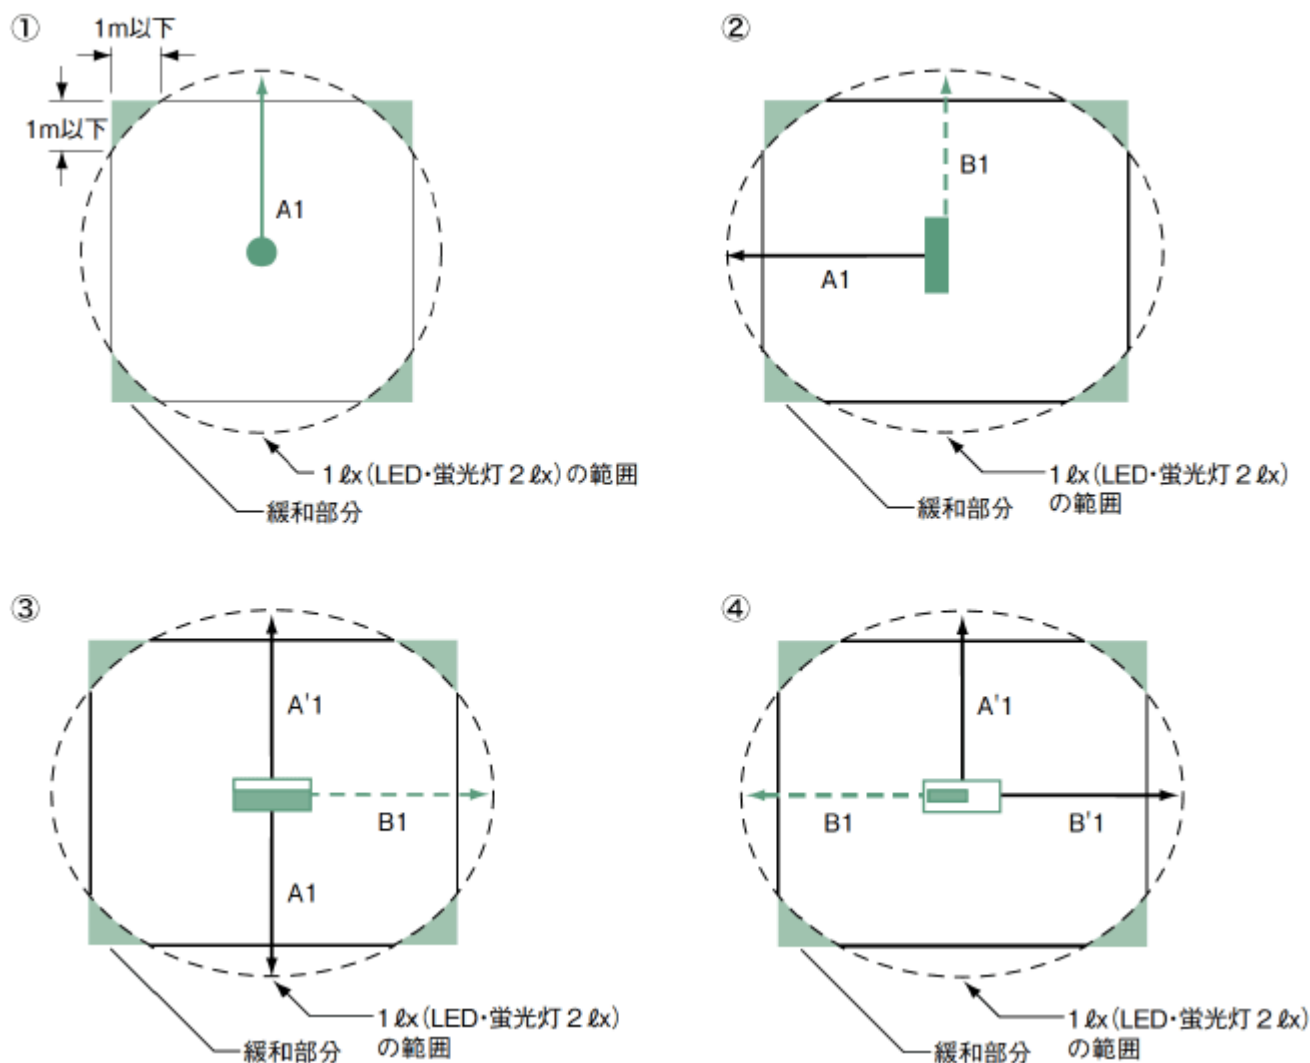 ①
1m以下
1m以下
A1
1ℓx(LED・蛍光灯2ℓx)の範囲
緩和部分
②
B1
A1
1ℓx(LED・蛍光灯2ℓx)
の範囲
緩和部分
③
A'1
B1
A1
1ℓx(LED・蛍光灯2ℓx)
の範囲
緩和部分
④
A'1
B1
B'1
1ℓx(LED・蛍光灯2ℓx)
の範囲
緩和部分